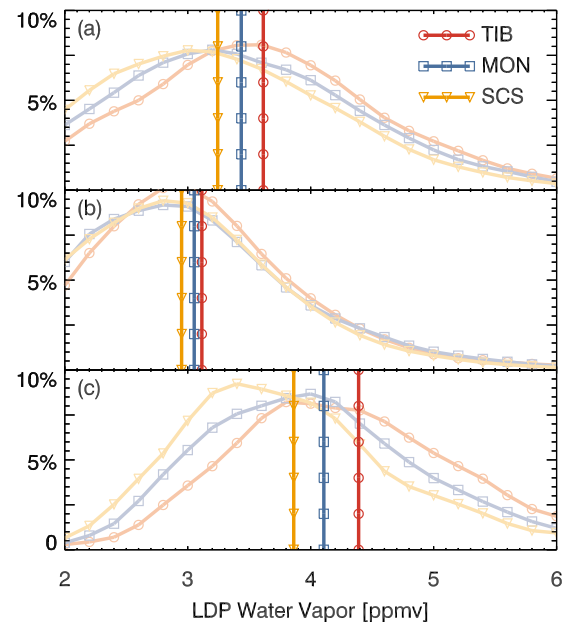 10%
(a)
TIB
MON
SCS
5%
10%
(b)
5%
10%
(c)
5%
0
2 3 4 5 6
LDP Water Vapor [ppmv]